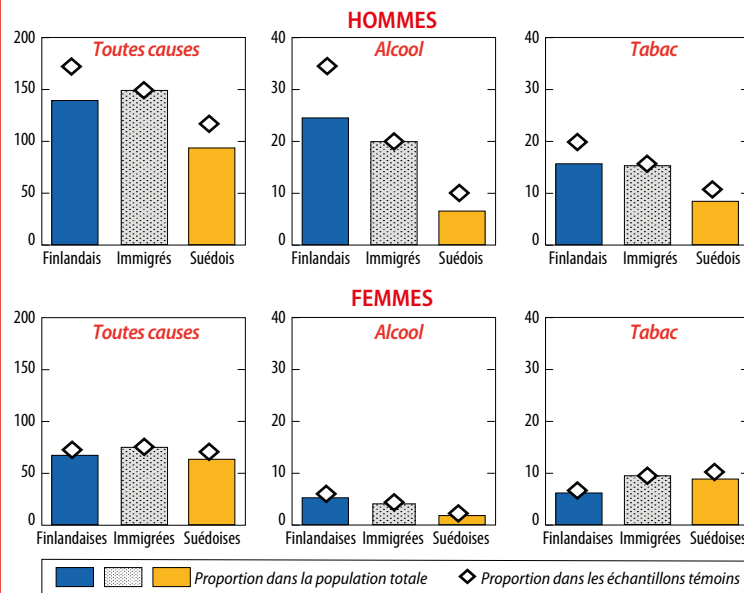 HOMMES
Toutes causes
200
150
100
50
0
Finlandais Immigrés Suédois
Alcool
40
30
20
10
0
Finlandais Immigrés Suédois
Tabac
40
30
20
10
0
Finlandais Immigrés Suédois
FEMMES
Toutes causes
200
150
100
50
0
Finlandaises Immigrées Suédoises
Alcool
40
30
20
10
0
Finlandaises Immigrées Suédoises
Tabac
40
30
20
10
0
Finlandaises Immigrées Suédoises
Proportion dans la population totale Proportion dans les échantillons témoins